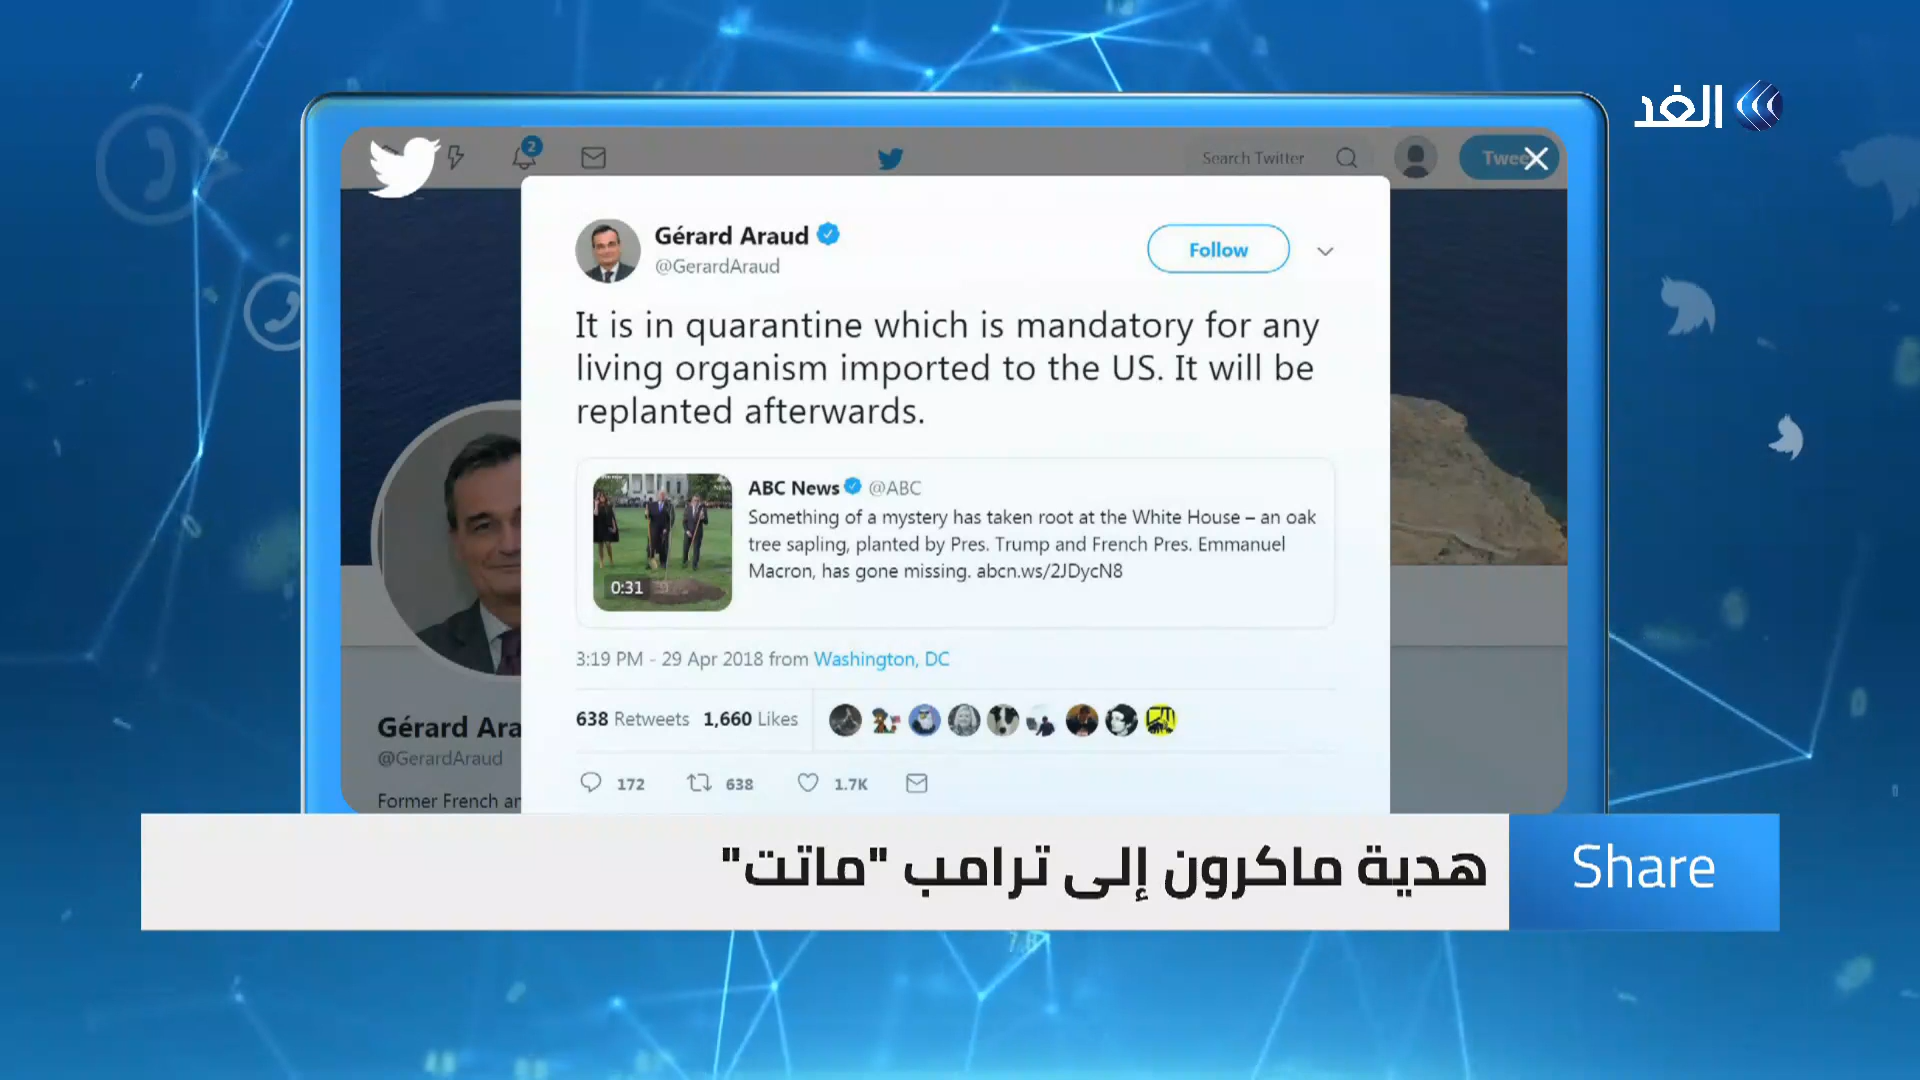 الغد
2
Search Twitter
Twee
Gérard Araud
@GerardAraud
Follow
It is in quarantine which is mandatory for any
living organism imported to the US. It will be
replanted afterwards.
ABC News @ABC
Something of a mystery has taken root at the White House – an oak
tree sapling, planted by Pres. Trump and French Pres. Emmanuel
Macron, has gone missing. abcn.ws/2JDycN8
0:31
3:19 PM - 29 Apr 2018 from Washington, DC
638 Retweets 1,660 Likes
172 638 1.7K
Gérard Ara
@GerardAraud
Former French am
هدية ماكرون إلى ترامب "ماتت"
Share